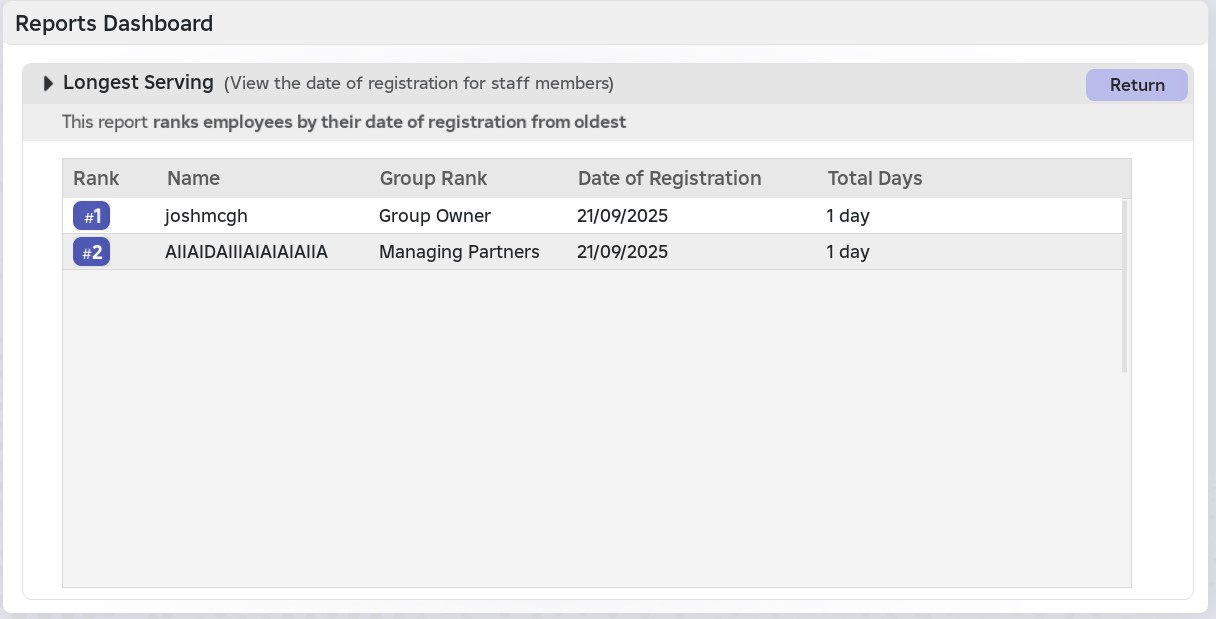 Reports Dashboard
Longest Serving (View the date of registration for staff members)
Return
This report ranks employees by their date of registration from oldest
Rank Name Group Rank Date of Registration Total Days
#1 joshmcgh Group Owner 21/09/2025 1 day
#2 Managing Partners 21/09/2025 1 day